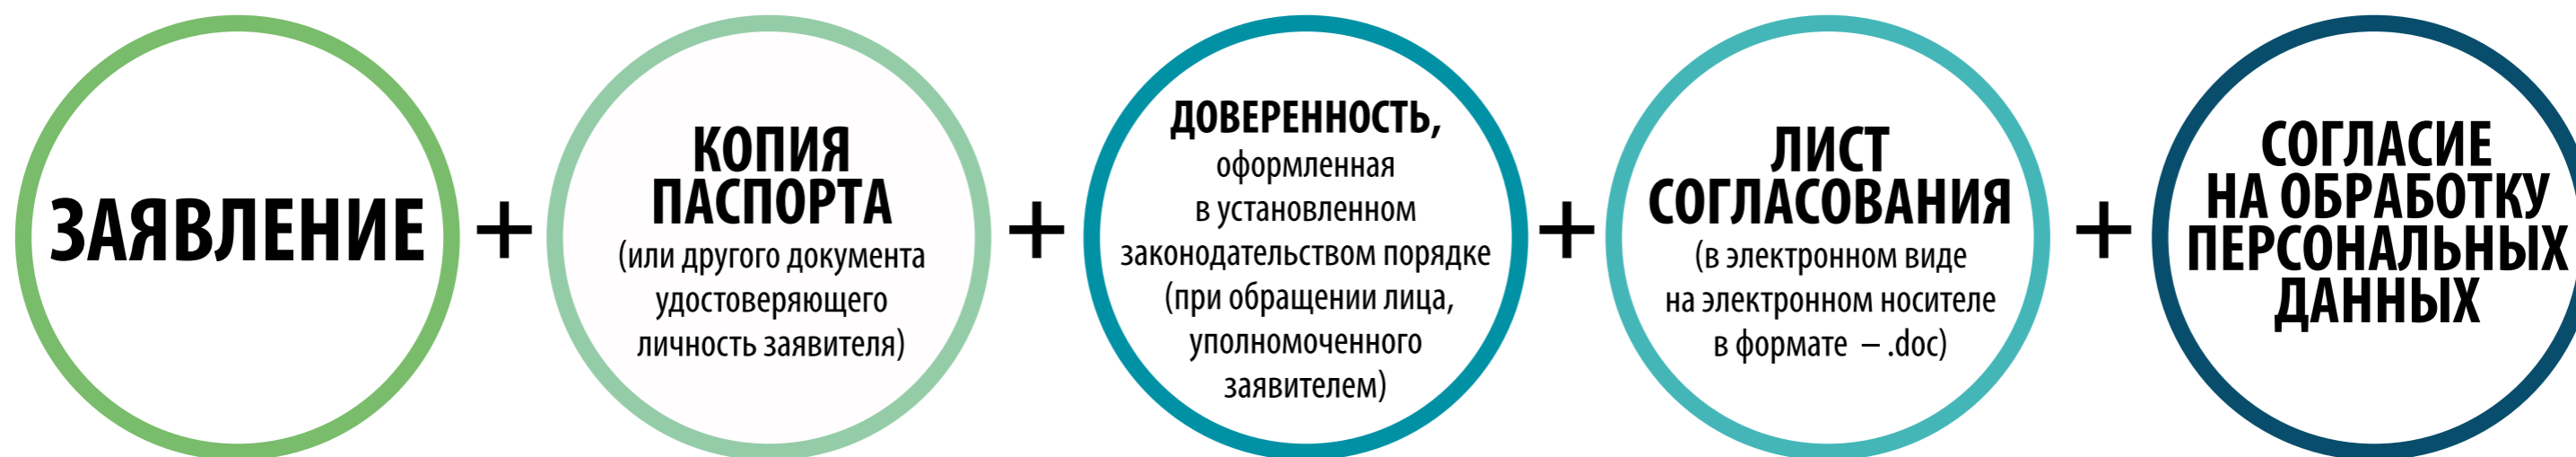 ЗАЯВЛЕНИЕ
+
КОПИЯ
ПАСПОРТА
(или другого документа
удостоверяющего
личность заявителя)
+
ДОВЕРЕННОСТЬ,
оформленная
в установленном
законодательством порядке
(при обращении лица,
уполномоченного
заявителем)
+
ЛИСТ
СОГЛАСОВАНИЯ
(в электронном виде
на электронном носителе
в формате – .doc)
+
СОГЛАСИЕ
НА ОБРАБОТКУ
ПЕРСОНАЛЬНЫХ
ДАННЫХ